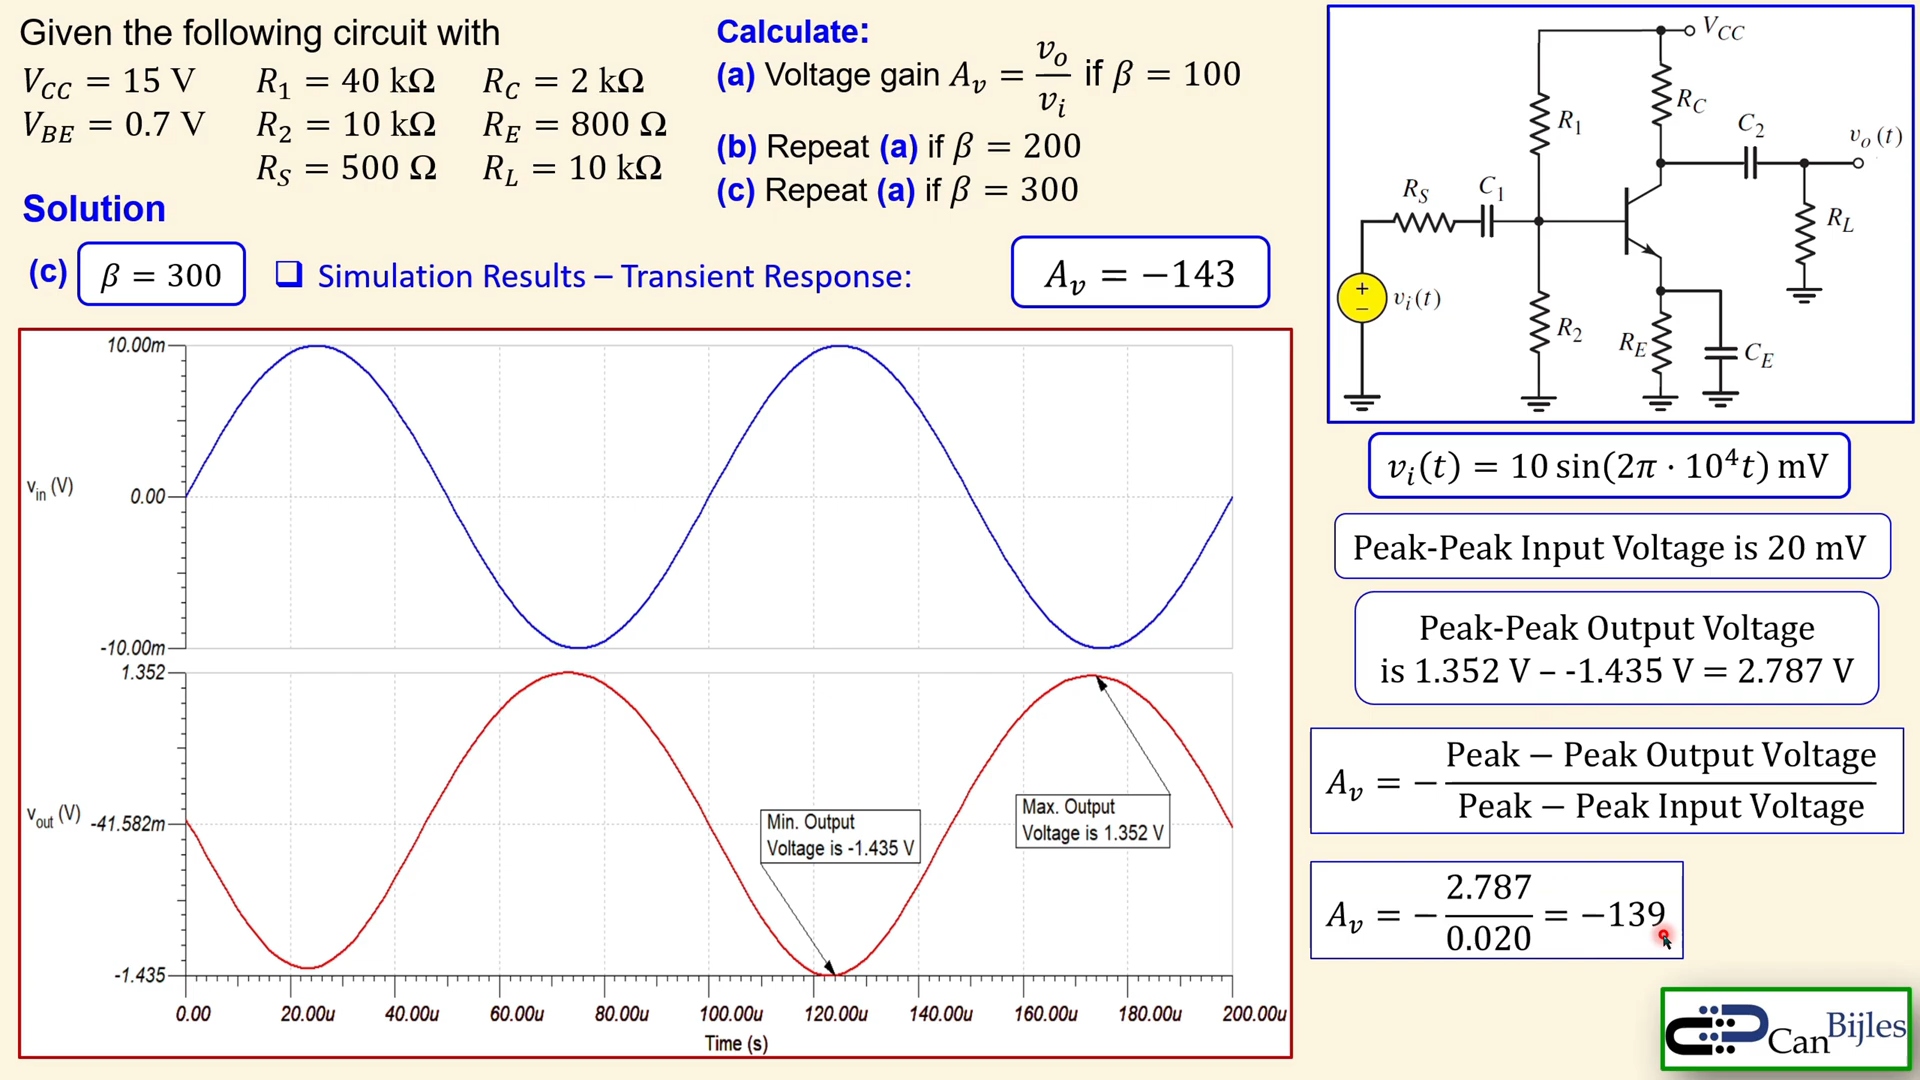 Given the following circuit with
V_CC = 15 V R_1 = 40 kΩ R_C = 2 kΩ
V_BE = 0.7 V R_2 = 10 kΩ R_E = 800 Ω
R_S = 500 Ω R_L = 10 kΩ
Calculate:
(a) Voltage gain A_v = v_o / v_i if β = 100
(b) Repeat (a) if β = 200
(c) Repeat (a) if β = 300
Solution
(c) β = 300 ❑ Simulation Results – Transient Response: A_v = −143
V_CC
R_C
R_1
C_2
v_o(t)
R_S
C_1
R_L
+
−
v_i(t)
R_2
R_E
C_E
10.00m
v_in (V)
0.00
-10.00m
1.352
v_out (V)
-41.582m
-1.435
Min. Output
Voltage is -1.435 V
Max. Output
Voltage is 1.352 V
0.00 20.00u 40.00u 60.00u 80.00u 100.00u 120.00u 140.00u 160.00u 180.00u 200.00u
Time (s)
v_i(t) = 10 sin(2π · 10⁴t) mV
Peak-Peak Input Voltage is 20 mV
Peak-Peak Output Voltage
is 1.352 V – -1.435 V = 2.787 V
A_v = − Peak − Peak Output Voltage / Peak − Peak Input Voltage
A_v = − 2.787 / 0.020 = −139
CanBijles